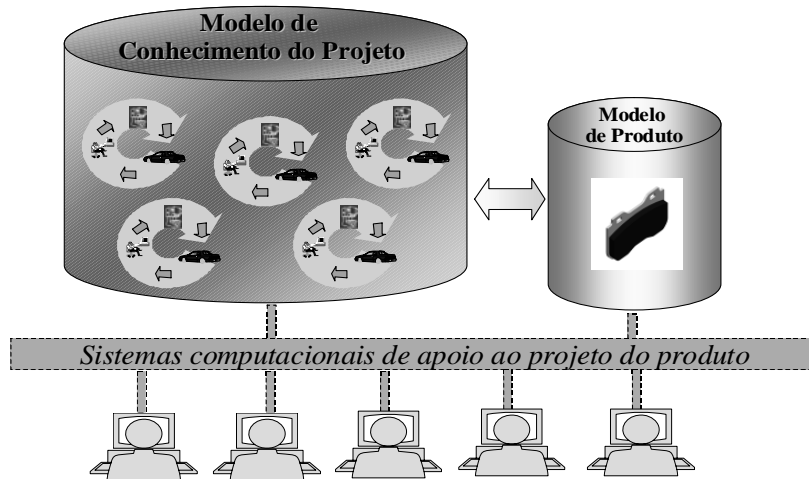 Modelo de
Conhecimento do Projeto
Modelo
de Produto
Sistemas computacionais de apoio ao projeto do produto